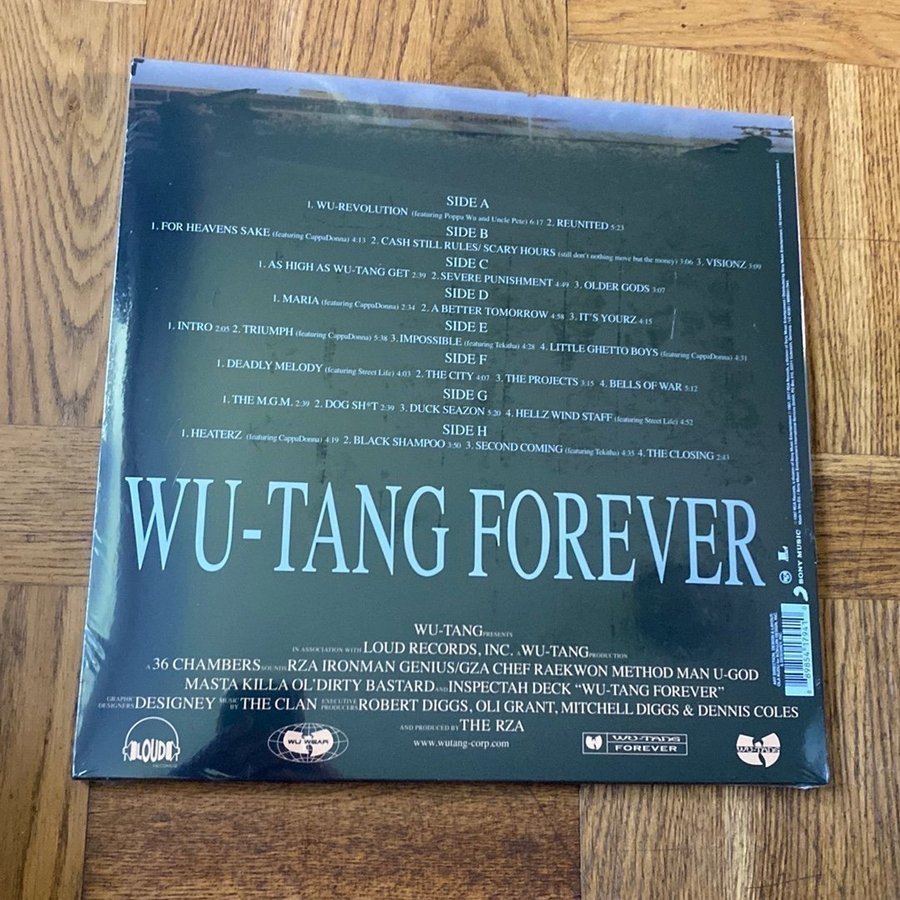 SIDE A
1. WU-REVOLUTION (featuring Poppa Wu and Uncle Pete) 6:17 2. REUNITED 5:23
SIDE B
1. FOR HEAVENS SAKE (featuring CappaDonna) 4:13 2. CASH STILL RULES/ SCARY HOURS (still don't nothing move but the money) 3:06 3. VISIONZ 3:09
SIDE C
1. AS HIGH AS WU-TANG GET 2:39 2. SEVERE PUNISHMENT 4:49 3. OLDER GODS 3:07
SIDE D
1. MARIA (featuring CappaDonna) 2:34 2. A BETTER TOMORROW 4:58 3. IT'S YOURZ 4:15
SIDE E
1. INTRO 2:05 2. TRIUMPH (featuring CappaDonna) 5:38 3. IMPOSSIBLE (featuring Tekitha) 4:28 4. LITTLE GHETTO BOYS (featuring CappaDonna) 4:31
SIDE F
1. DEADLY MELODY (featuring Street Life) 4:03 2. THE CITY 4:07 3. THE PROJECTS 3:15 4. BELLS OF WAR 5:12
SIDE G
1. THE M.G.M. 2:39 2. DOG SH*T 2:39 3. DUCK SEAZON 5:20 4. HELLZ WIND STAFF (featuring Street Life) 4:52
SIDE H
1. HEATERZ (featuring CappaDonna) 4:19 2. BLACK SHAMPOO 3:50 3. SECOND COMING (featuring Tekitha) 4:35 4. THE CLOSING 2:43
WU-TANG FOREVER
WU-TANG PRESENTS
IN ASSOCIATION WITH LOUD RECORDS, INC. A WU-TANG PRODUCTION
A 36 CHAMBERS SOUND: RZA IRONMAN GENIUS/GZA CHEF RAEKWON METHOD MAN U-GOD
MASTA KILLA OL'DIRTY BASTARD AND INSPECTAH DECK "WU-TANG FOREVER"
GRAPHIC DESIGNERS DESIGNEY MUSIC BY THE CLAN EXECUTIVE PRODUCERS ROBERT DIGGS, OLI GRANT, MITCHELL DIGGS & DENNIS COLES
AND PRODUCED BY THE RZA
www.wutang-corp.com
LOUD
WU WEAR
WU-TANG
FOREVER
WU-TANG
SONY MUSIC